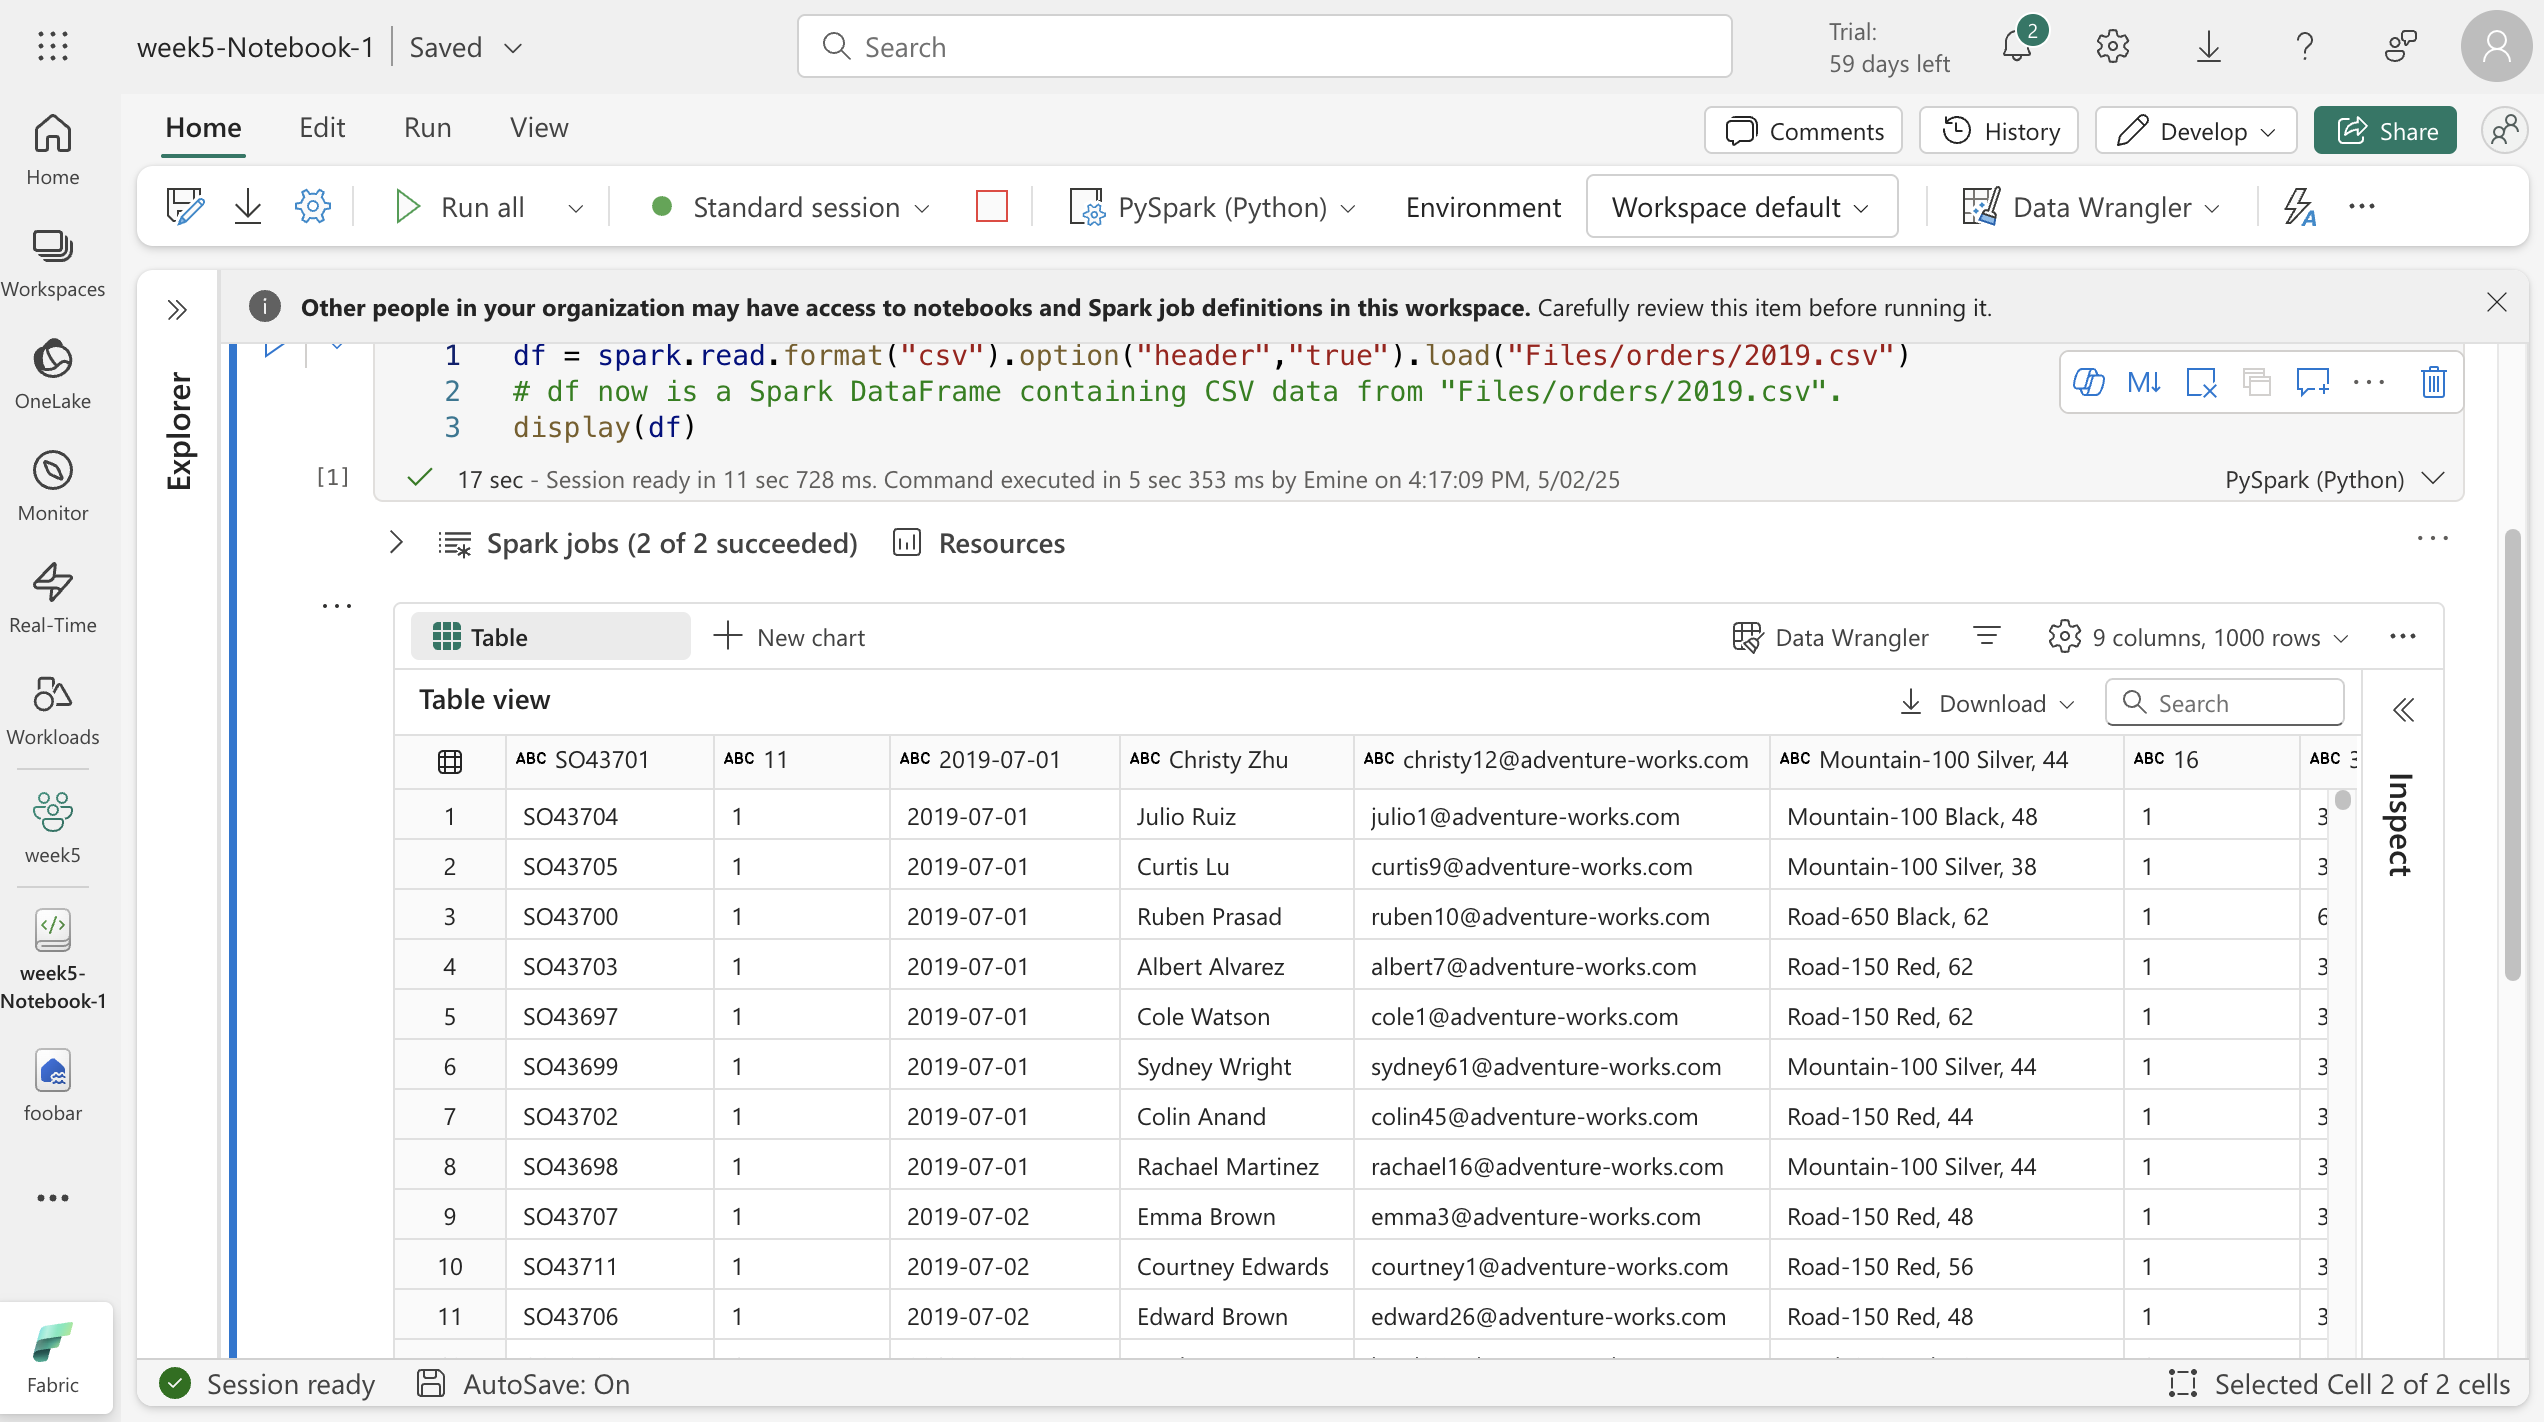 week5-Notebook-1 Saved
Search
Trial:
59 days left
2
Home Edit Run View
Comments History Develop Share
Run all Standard session PySpark (Python) Environment Workspace default Data Wrangler
Home
Workspaces
OneLake
Monitor
Real-Time
Workloads
week5
week5-
Notebook-1
foobar
Fabric
Explorer
Other people in your organization may have access to notebooks and Spark job definitions in this workspace. Carefully review this item before running it.
1 df = spark.read.format("csv").option("header","true").load("Files/orders/2019.csv")
2 # df now is a Spark DataFrame containing CSV data from "Files/orders/2019.csv".
3 display(df)
M↓
[1] 17 sec - Session ready in 11 sec 728 ms. Command executed in 5 sec 353 ms by Emine on 4:17:09 PM, 5/02/25 PySpark (Python)
Spark jobs (2 of 2 succeeded) Resources
Table New chart Data Wrangler 9 columns, 1000 rows
Table view Download Search
Inspect
ABC SO43701 ABC 11 ABC 2019-07-01 ABC Christy Zhu ABC christy12@adventure-works.com ABC Mountain-100 Silver, 44 ABC 16 ABC
1 SO43704 1 2019-07-01 Julio Ruiz julio1@adventure-works.com Mountain-100 Black, 48 1
2 SO43705 1 2019-07-01 Curtis Lu curtis9@adventure-works.com Mountain-100 Silver, 38 1
3 SO43700 1 2019-07-01 Ruben Prasad ruben10@adventure-works.com Road-650 Black, 62 1
4 SO43703 1 2019-07-01 Albert Alvarez albert7@adventure-works.com Road-150 Red, 62 1
5 SO43697 1 2019-07-01 Cole Watson cole1@adventure-works.com Road-150 Red, 62 1
6 SO43699 1 2019-07-01 Sydney Wright sydney61@adventure-works.com Mountain-100 Silver, 44 1
7 SO43702 1 2019-07-01 Colin Anand colin45@adventure-works.com Road-150 Red, 44 1
8 SO43698 1 2019-07-01 Rachael Martinez rachael16@adventure-works.com Mountain-100 Silver, 44 1
9 SO43707 1 2019-07-02 Emma Brown emma3@adventure-works.com Road-150 Red, 48 1
10 SO43711 1 2019-07-02 Courtney Edwards courtney1@adventure-works.com Road-150 Red, 56 1
11 SO43706 1 2019-07-02 Edward Brown edward26@adventure-works.com Road-150 Red, 48 1
Session ready AutoSave: On Selected Cell 2 of 2 cells